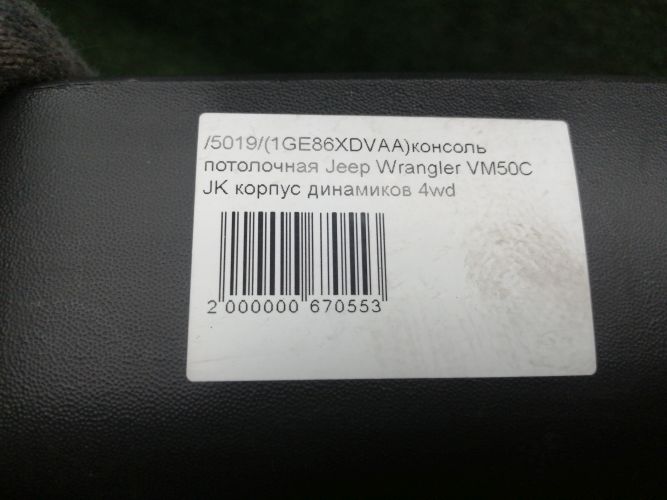 /5019/(1GE86XDVAA)консоль
потолочная Jeep Wrangler VM50C
JK корпус динамиков 4wd
2 000000 670553